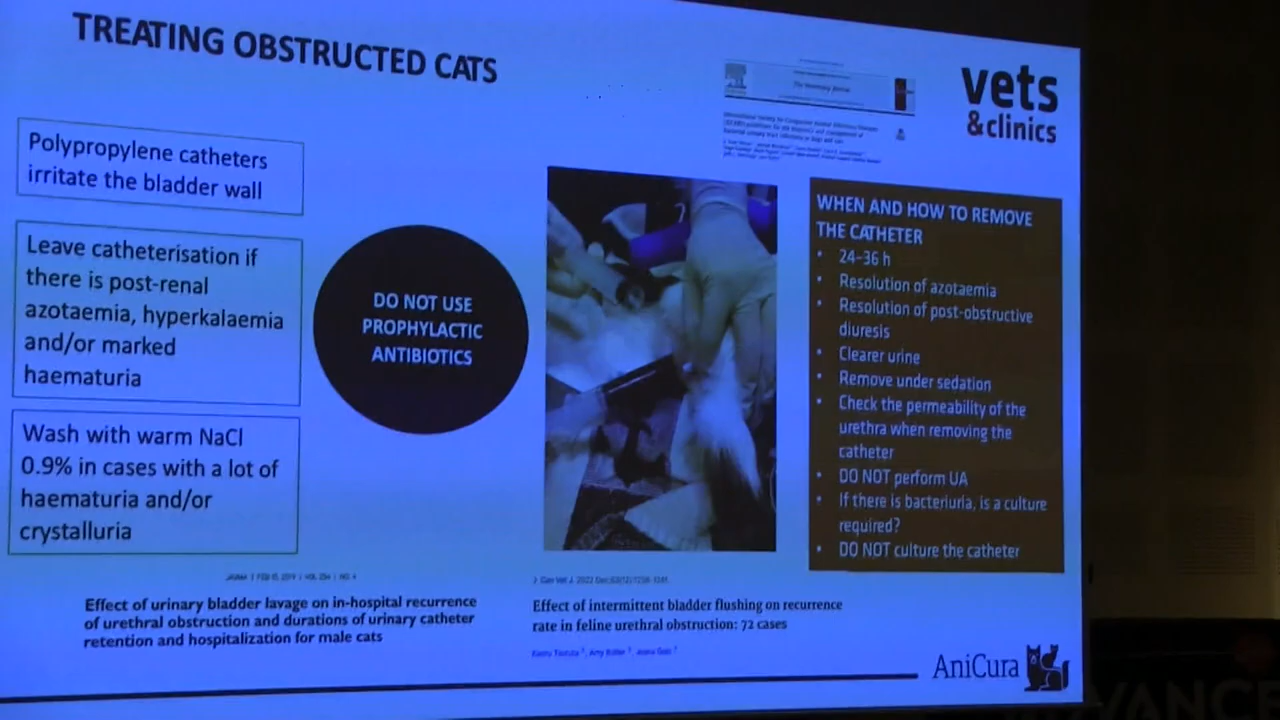 TREATING OBSTRUCTED CATS
vets
& clinics
Polypropylene catheters
irritate the bladder wall
Leave catheterisation if
there is post-renal
azotaemia, hyperkalaemia
and/or marked
haematuria
Wash with warm NaCl
0.9% in cases with a lot of
haematuria and/or
crystalluria
DO NOT USE
PROPHYLACTIC
ANTIBIOTICS
WHEN AND HOW TO REMOVE
THE CATHETER
• 24-36 h
• Resolution of azotaemia
• Resolution of post-obstructive
diuresis
• Clearer urine
• Remove under sedation
• Check the permeability of the
urethra when removing the
catheter
• DO NOT perform UA
• If there is bacteriuria, is a culture
required?
• DO NOT culture the catheter
Effect of urinary bladder lavage on in-hospital recurrence
of urethral obstruction and durations of urinary catheter
retention and hospitalization for male cats
Effect of intermittent bladder flushing on recurrence
rate in feline urethral obstruction: 72 cases
AniCura
VANCE